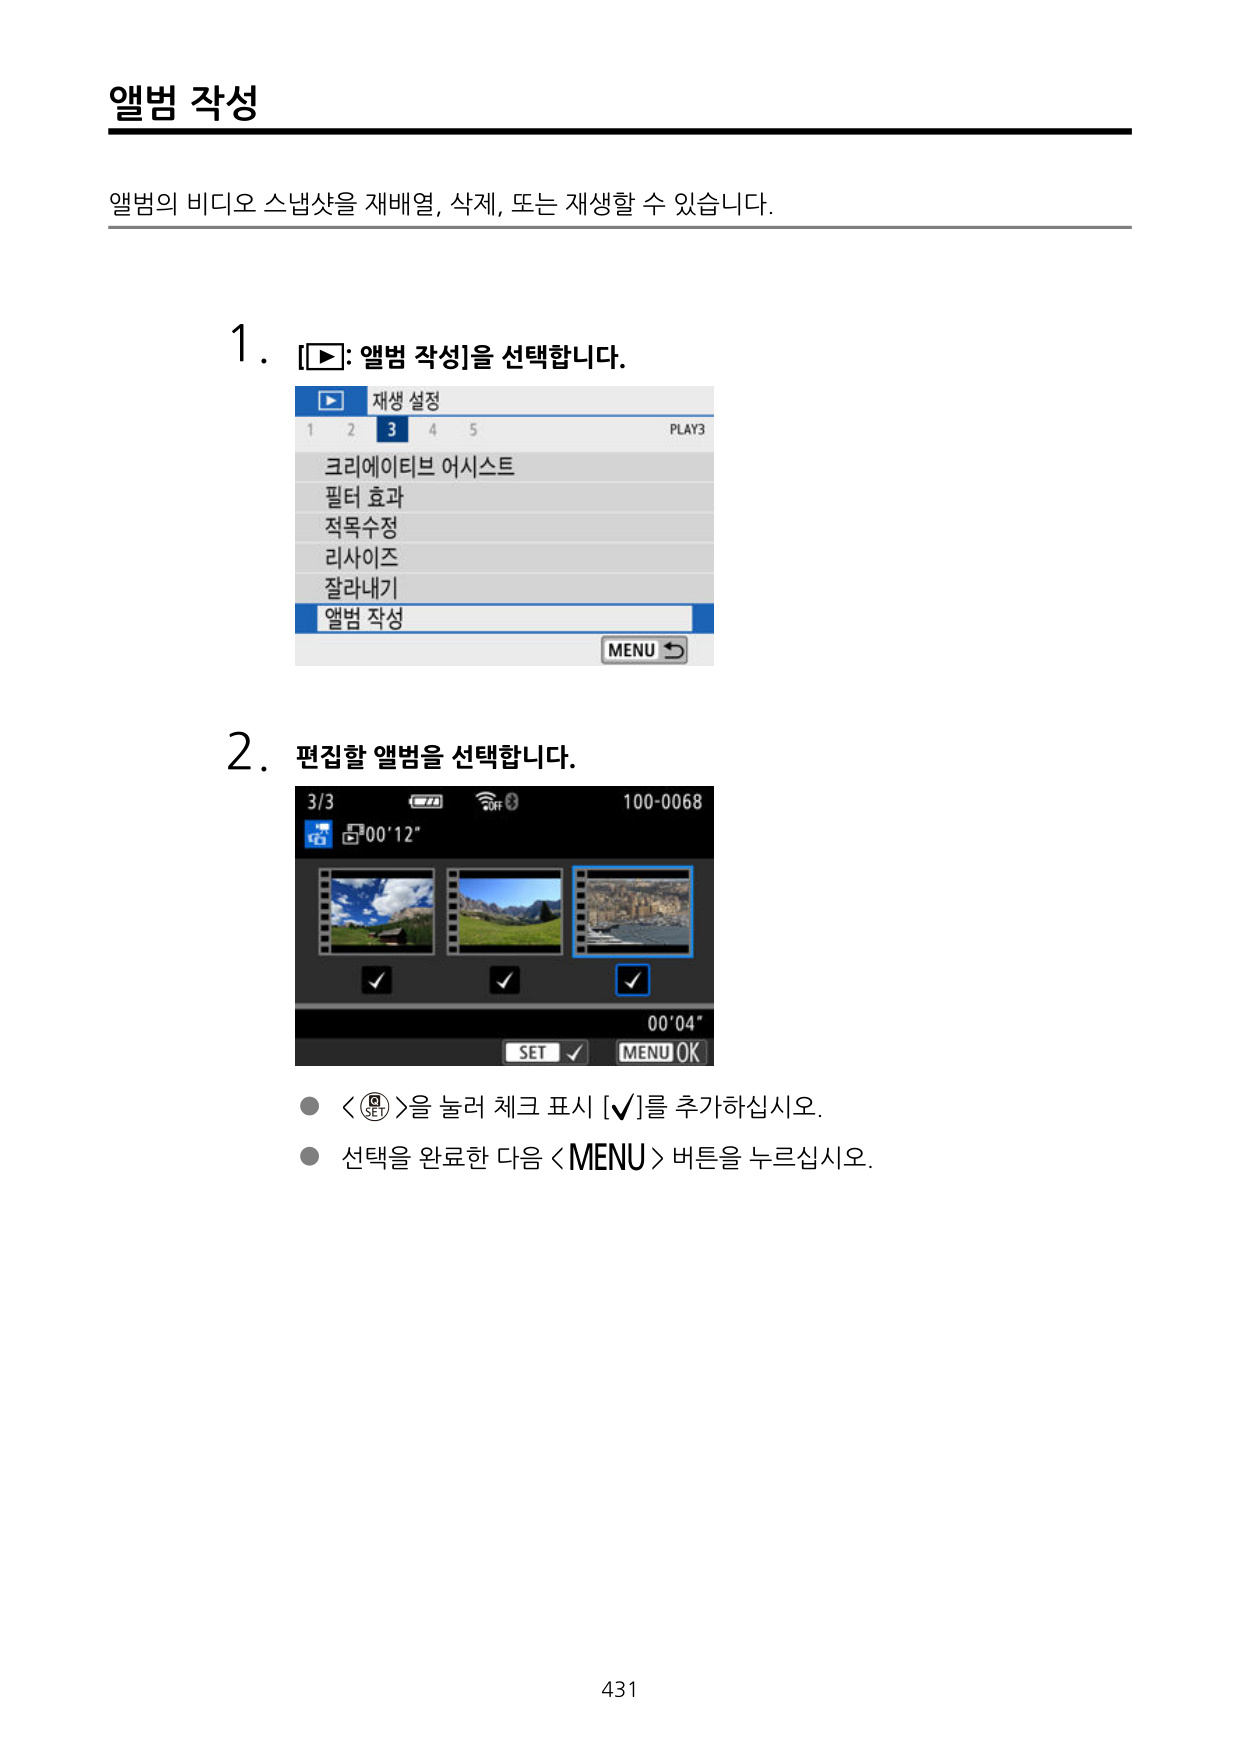 앨범 작성
앨범의 비디오 스냅샷을 재배열, 삭제, 또는 재생할 수 있습니다.
1. [▶: 앨범 작성]을 선택합니다.
재생 설정
1 2 3 4 5 PLAY3
크리에이티브 어시스트
필터 효과
적목수정
리사이즈
잘라내기
앨범 작성
MENU
2. 편집할 앨범을 선택합니다.
3/3 OFF 100-0068
00'12"
00'04"
SET ✓ MENU OK
● <Q SET>을 눌러 체크 표시 [✓]를 추가하십시오.
● 선택을 완료한 다음 <MENU> 버튼을 누르십시오.
431